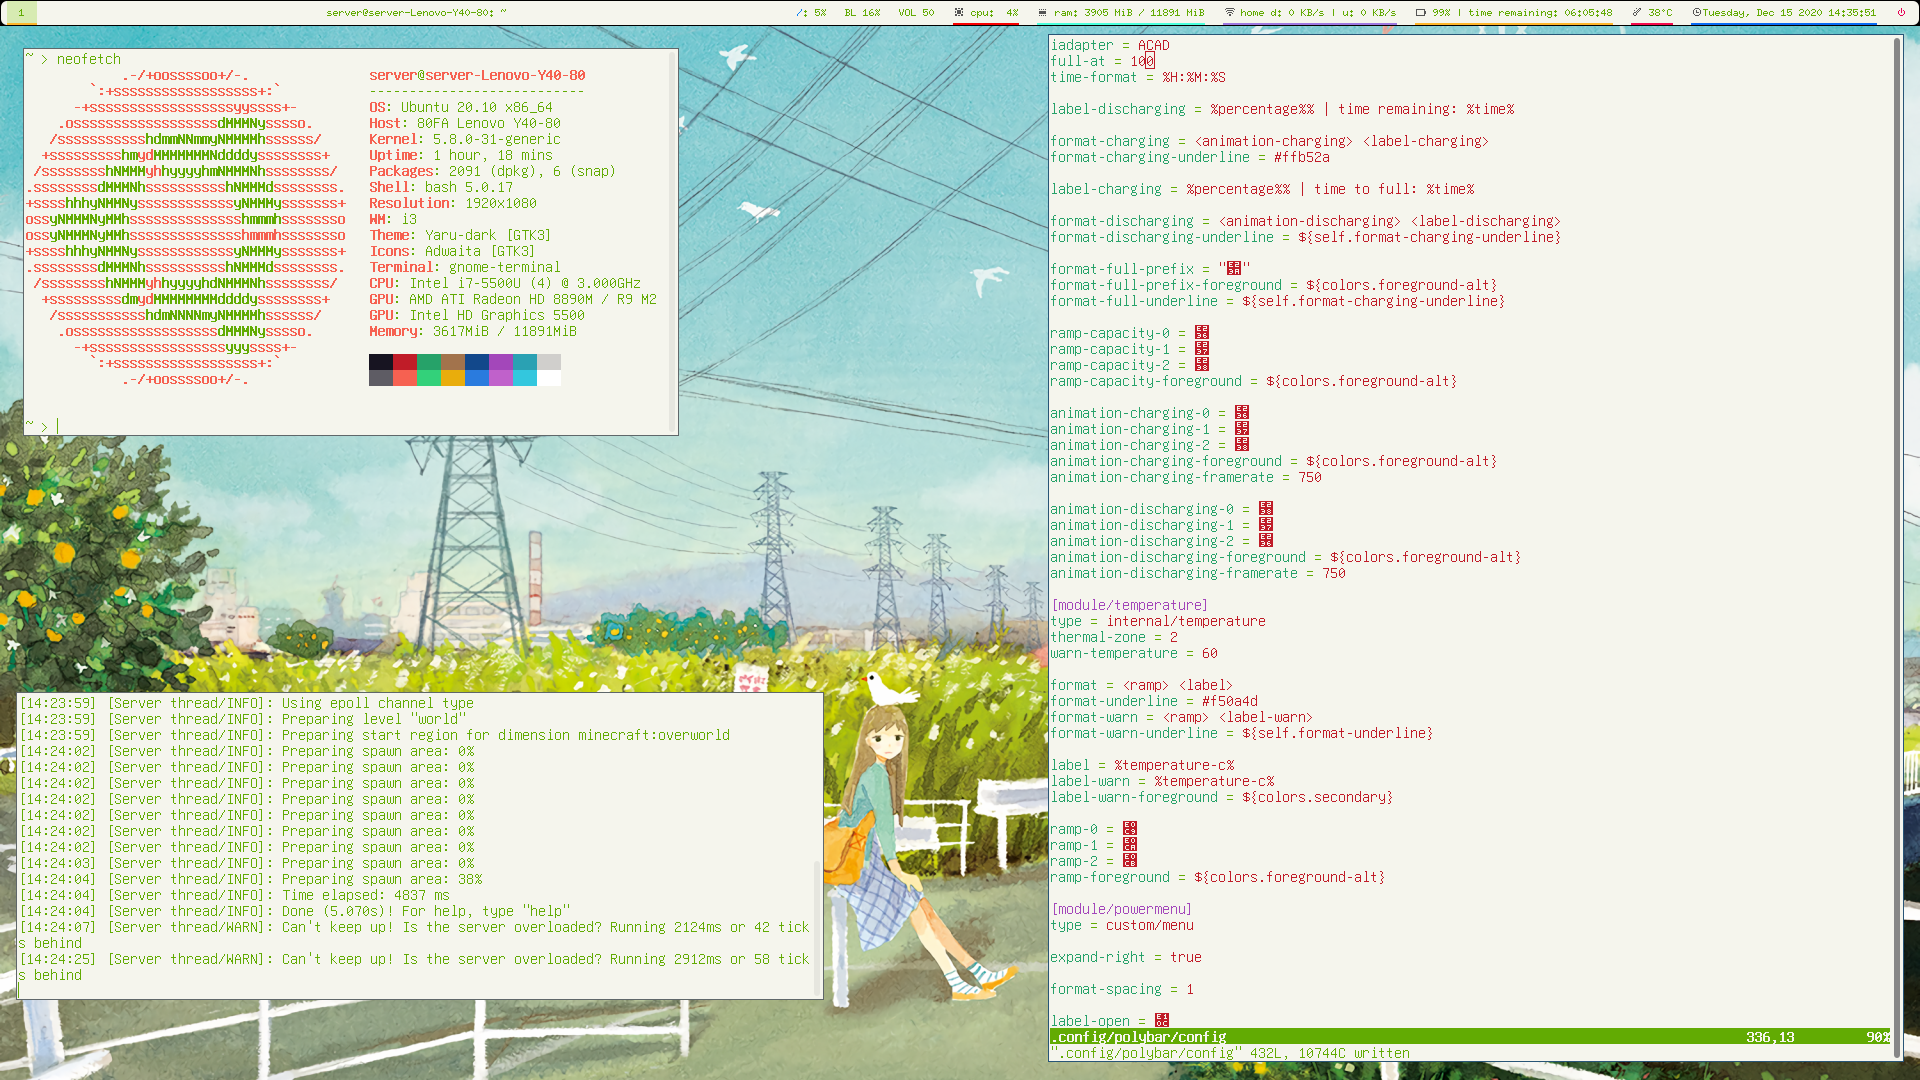 1
server@server-Lenovo-Y40-80: ~
/: 5%
BL 16%
VOL 50
cpu: 4%
ram: 3905 MiB / 11891 MiB
home d: 0 KB/s | u: 0 KB/s
99% | time remaining: 06:05:48
38°C
Tuesday, Dec 15 2020 14:35:51
~ > neofetch
.-/+oossssoo+/-.
`:+ssssssssssssssssss+:`
-+ssssssssssssssssssyyssss+-
.ossssssssssssssssssdMMMNysssso.
/ssssssssssshdmmNNmmyNMMMMhssssss/
+ssssssssshmydMMMMMMMNddddyssssssss+
/sssssssshNMMMyhhyyyyhmNMMMNhssssssss/
.ssssssssdMMMNhsssssssssshNMMMdssssssss.
+sssshhhyNMMNyssssssssssssyNMMMysssssss+
ossyNMMMNyMMhsssssssssssssshmmmhssssssso
ossyNMMMNyMMhsssssssssssssshmmmhssssssso
+sssshhhyNMMNyssssssssssssyNMMMysssssss+
.ssssssssdMMMNhsssssssssshNMMMdssssssss.
/sssssssshNMMMyhhyyyyhdNMMMNhssssssss/
+sssssssssdmydMMMMMMMMddddyssssssss+
/ssssssssssshdmNNNNmyNMMMMhssssss/
.ossssssssssssssssssdMMMNysssso.
-+sssssssssssssssssyyyssss+-
`:+ssssssssssssssssss+:`
.-/+oossssoo+/-.
server@server-Lenovo-Y40-80
---------------------------
OS: Ubuntu 20.10 x86_64
Host: 80FA Lenovo Y40-80
Kernel: 5.8.0-31-generic
Uptime: 1 hour, 18 mins
Packages: 2091 (dpkg), 6 (snap)
Shell: bash 5.0.17
Resolution: 1920x1080
WM: i3
Theme: Yaru-dark [GTK3]
Icons: Adwaita [GTK3]
Terminal: gnome-terminal
CPU: Intel i7-5500U (4) @ 3.000GHz
GPU: AMD ATI Radeon HD 8890M / R9 M2
GPU: Intel HD Graphics 5500
Memory: 3617MiB / 11891MiB
~ >
[14:23:59] [Server thread/INFO]: Using epoll channel type
[14:23:59] [Server thread/INFO]: Preparing level "world"
[14:23:59] [Server thread/INFO]: Preparing start region for dimension minecraft:overworld
[14:24:02] [Server thread/INFO]: Preparing spawn area: 0%
[14:24:02] [Server thread/INFO]: Preparing spawn area: 0%
[14:24:02] [Server thread/INFO]: Preparing spawn area: 0%
[14:24:02] [Server thread/INFO]: Preparing spawn area: 0%
[14:24:02] [Server thread/INFO]: Preparing spawn area: 0%
[14:24:02] [Server thread/INFO]: Preparing spawn area: 0%
[14:24:02] [Server thread/INFO]: Preparing spawn area: 0%
[14:24:03] [Server thread/INFO]: Preparing spawn area: 0%
[14:24:04] [Server thread/INFO]: Preparing spawn area: 38%
[14:24:04] [Server thread/INFO]: Time elapsed: 4837 ms
[14:24:04] [Server thread/INFO]: Done (5.070s)! For help, type "help"
[14:24:07] [Server thread/WARN]: Can't keep up! Is the server overloaded? Running 2124ms or 42 tick
s behind
[14:24:25] [Server thread/WARN]: Can't keep up! Is the server overloaded? Running 2912ms or 58 tick
s behind
iadapter = ACAD
full-at = 100
time-format = %H:%M:%S
label-discharging = %percentage%% | time remaining: %time%
format-charging = <animation-charging> <label-charging>
format-charging-underline = #ffb52a
label-charging = %percentage%% | time to full: %time%
format-discharging = <animation-discharging> <label-discharging>
format-discharging-underline = ${self.format-charging-underline}
format-full-prefix = ""
format-full-prefix-foreground = ${colors.foreground-alt}
format-full-underline = ${self.format-charging-underline}
ramp-capacity-0 =
ramp-capacity-1 =
ramp-capacity-2 =
ramp-capacity-foreground = ${colors.foreground-alt}
animation-charging-0 =
animation-charging-1 =
animation-charging-2 =
animation-charging-foreground = ${colors.foreground-alt}
animation-charging-framerate = 750
animation-discharging-0 =
animation-discharging-1 =
animation-discharging-2 =
animation-discharging-foreground = ${colors.foreground-alt}
animation-discharging-framerate = 750
[module/temperature]
type = internal/temperature
thermal-zone = 2
warn-temperature = 60
format = <ramp> <label>
format-underline = #f50a4d
format-warn = <ramp> <label-warn>
format-warn-underline = ${self.format-underline}
label = %temperature-c%
label-warn = %temperature-c%
label-warn-foreground = ${colors.secondary}
ramp-0 =
ramp-1 =
ramp-2 =
ramp-foreground = ${colors.foreground-alt}
[module/powermenu]
type = custom/menu
expand-right = true
format-spacing = 1
label-open =
.config/polybar/config 336,13 90%
".config/polybar/config" 432L, 10744C written